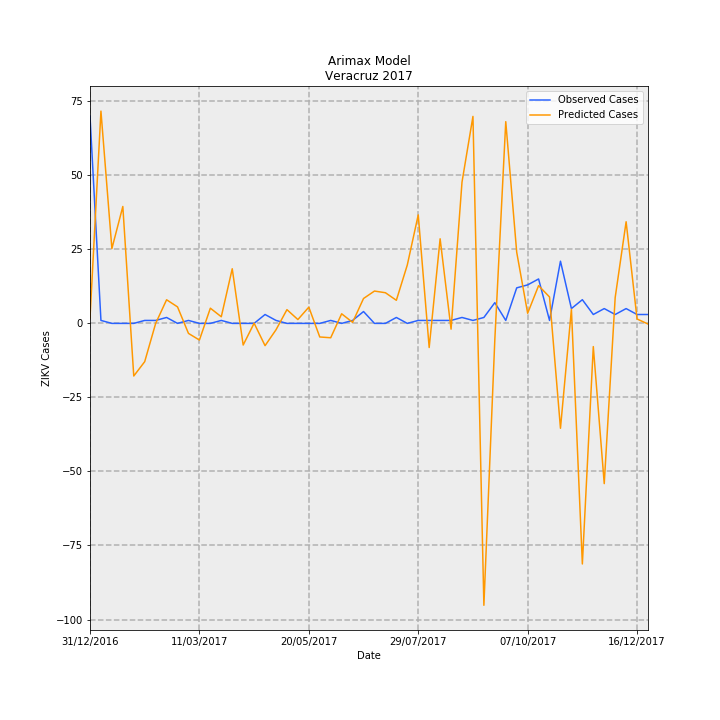 Arimax Model
Veracruz 2017
Observed Cases
Predicted Cases
75
50
25
0
−25
−50
−75
−100
ZIKV Cases
31/12/2016 11/03/2017 20/05/2017 29/07/2017 07/10/2017 16/12/2017
Date